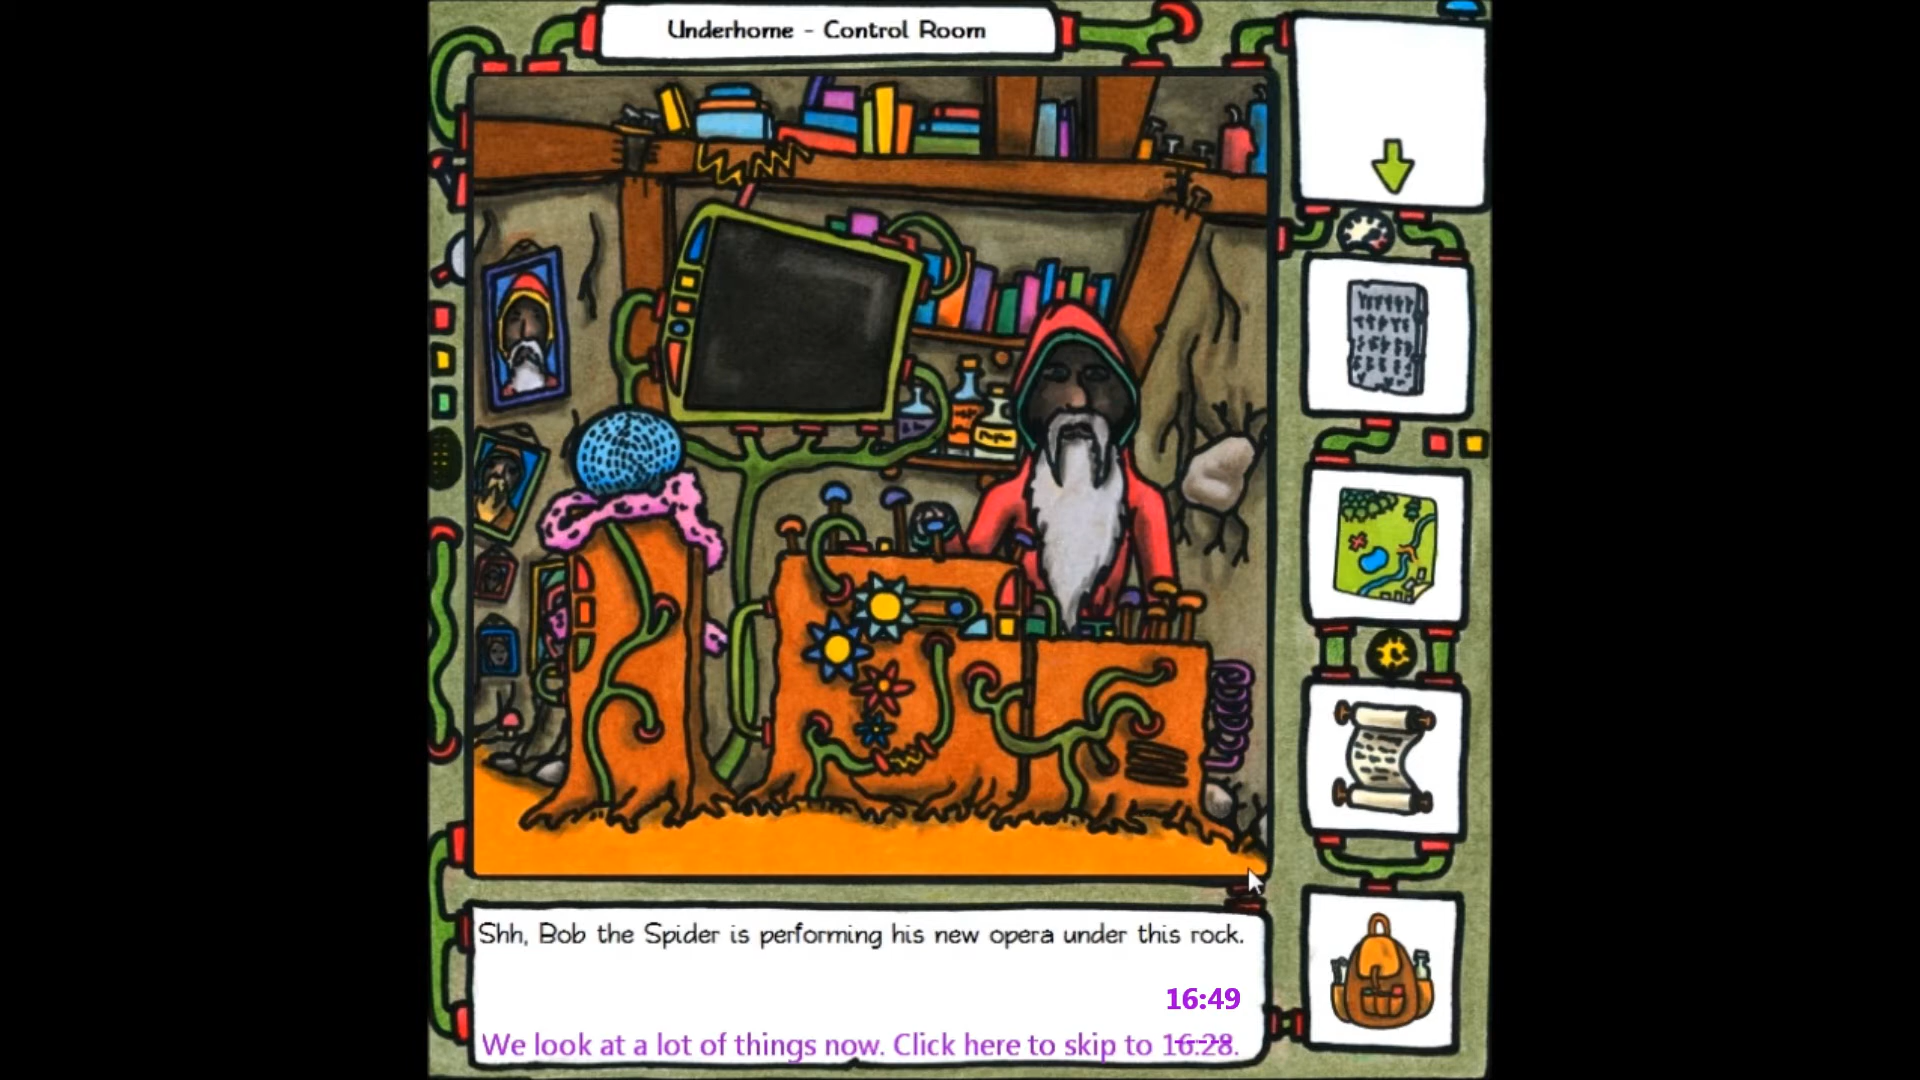 Underhome - Control Room
Shh, Bob the Spider is performing his new opera under this rock.
16:49
We look at a lot of things now. Click here to skip to 16:28.